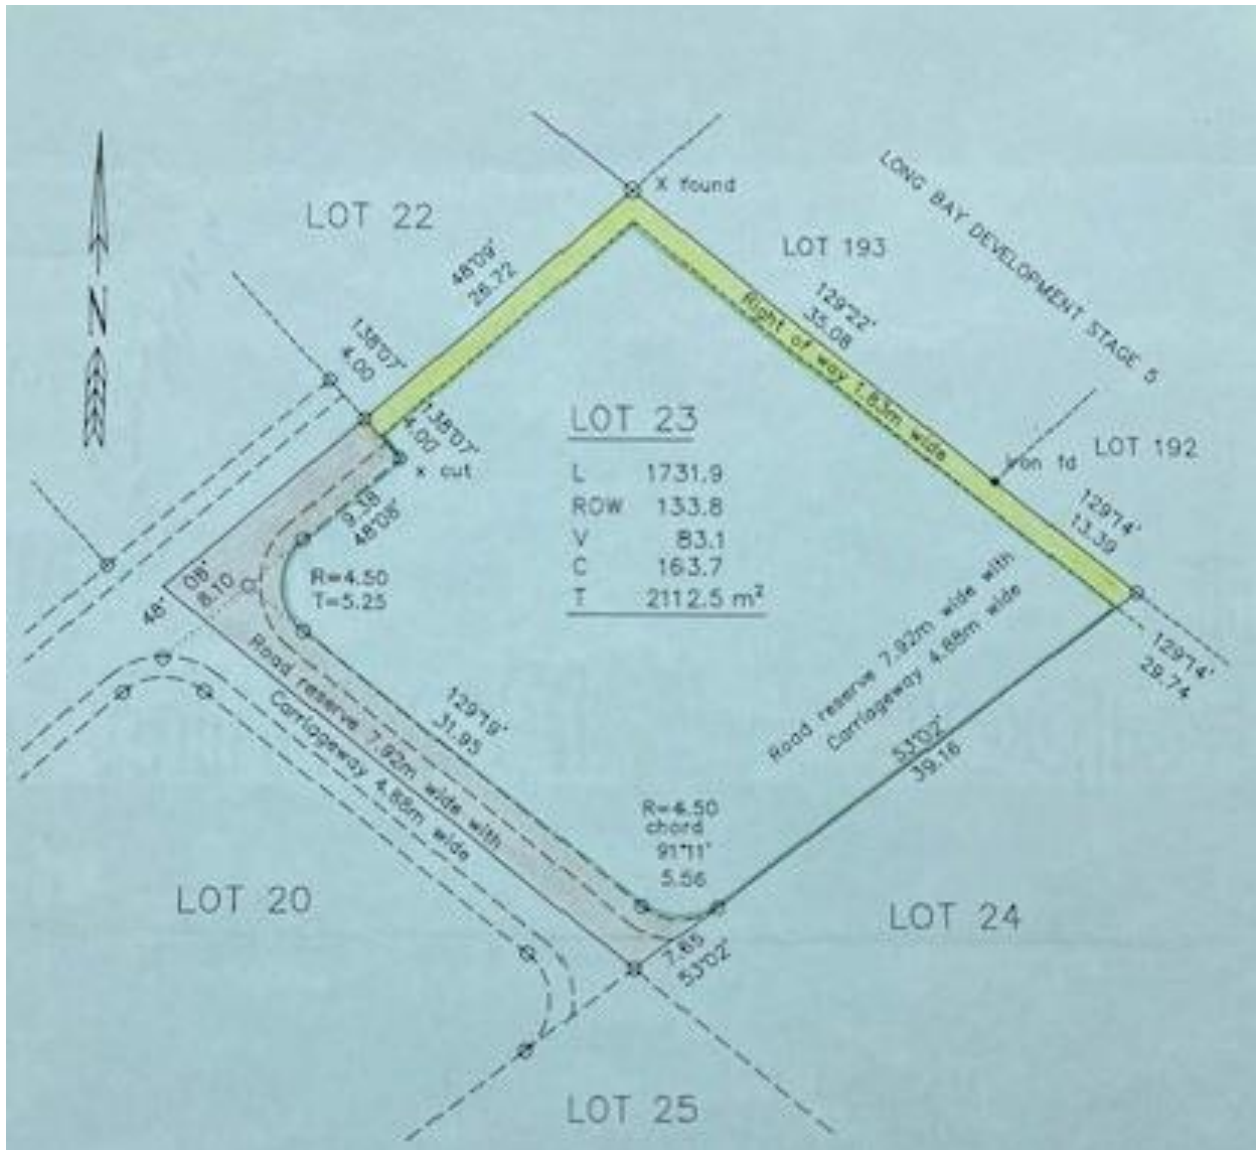 X found
LONG BAY DEVELOPMENT STAGE 5
LOT 22
LOT 193
48°09'
28.22
129°22'
35.08
Right of way 1.83m wide
N
138°07'
4.00
138°07'
4.00
x cut
9.38
48°08'
LOT 23
L 1731.9
ROW 133.8
V 83.1
C 163.7
T 2112.5 m²
Iron fd
LOT 192
129°14'
13.39
R=4.50
T=5.25
48° 08'
8.10
Road reserve 7.92m wide with
Carriageway 4.88m wide
129°19'
31.95
Road reserve 7.92m wide with
Carriageway 4.88m wide
129°14'
29.74
53°02'
39.16
R=4.50
chord
91°11'
5.56
7.65
53°02'
LOT 20
LOT 24
LOT 25